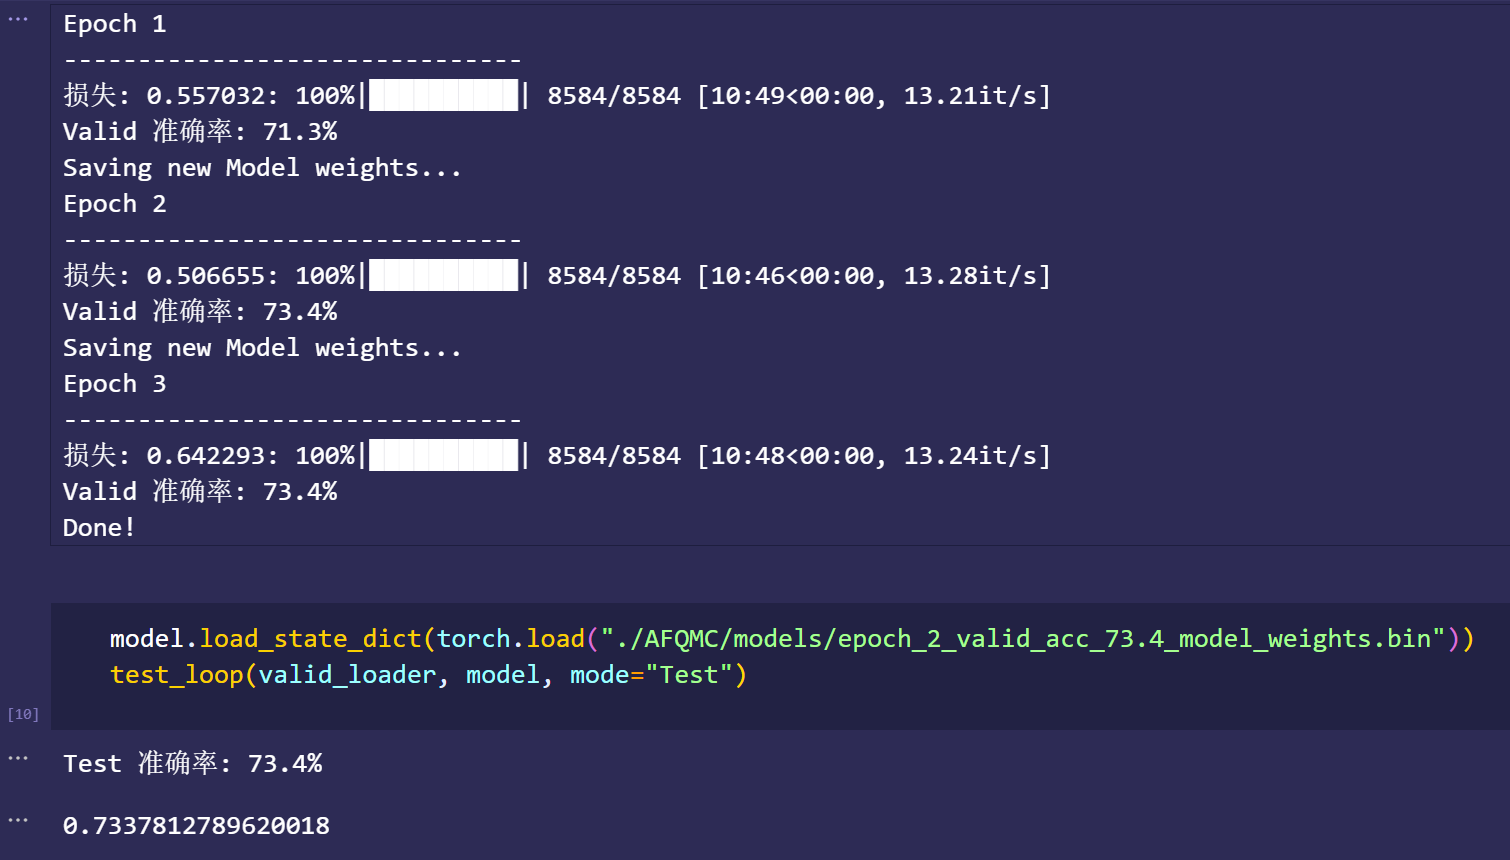 ...
Epoch 1
-------------------------------
损失: 0.557032: 100%|██████████| 8584/8584 [10:49<00:00, 13.21it/s]
Valid 准确率: 71.3%
Saving new Model weights...
Epoch 2
-------------------------------
损失: 0.506655: 100%|██████████| 8584/8584 [10:46<00:00, 13.28it/s]
Valid 准确率: 73.4%
Saving new Model weights...
Epoch 3
-------------------------------
损失: 0.642293: 100%|██████████| 8584/8584 [10:48<00:00, 13.24it/s]
Valid 准确率: 73.4%
Done!
model.load_state_dict(torch.load("./AFQMC/models/epoch_2_valid_acc_73.4_model_weights.bin"))
test_loop(valid_loader, model, mode="Test")
[10]
... Test 准确率: 73.4%
... 0.7337812789620018